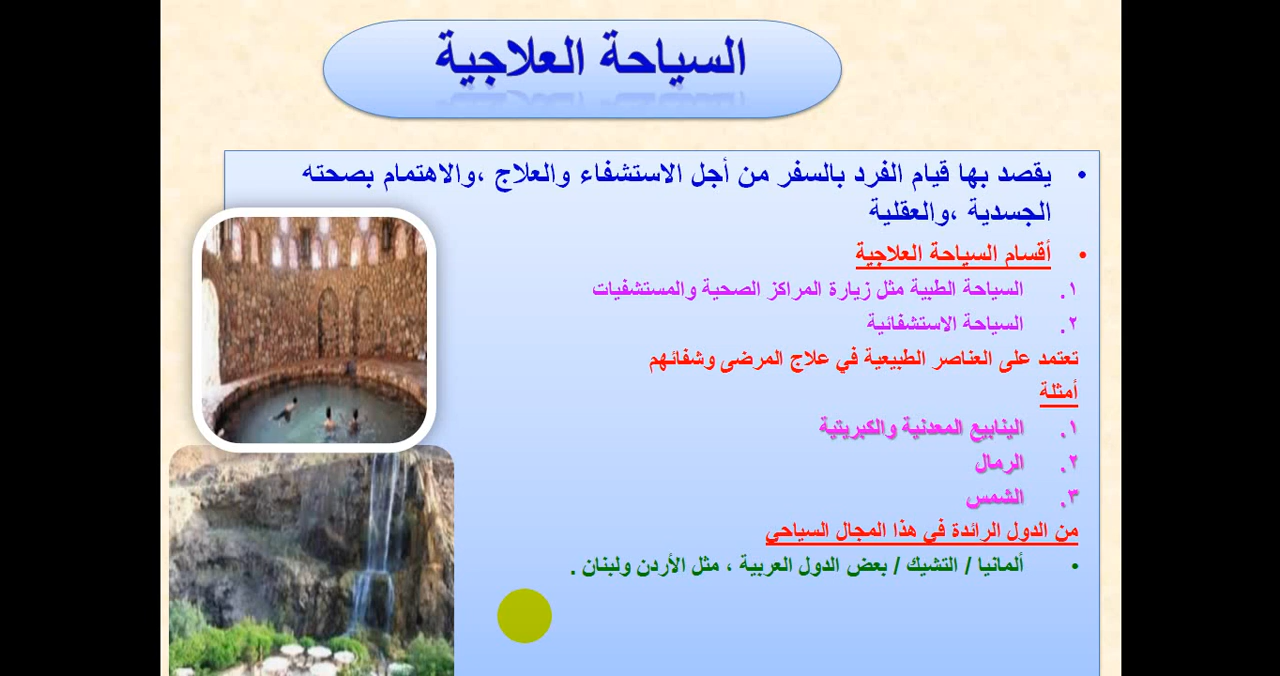 السياحة العلاجية
• يقصد بها قيام الفرد بالسفر من أجل الاستشفاء والعلاج ،والاهتمام بصحته
الجسدية ،والعقلية
• أقسام السياحة العلاجية
١. السياحة الطبية مثل زيارة المراكز الصحية والمستشفيات
٢. السياحة الاستشفائية
تعتمد على العناصر الطبيعية في علاج المرضى وشفائهم
أمثلة
١. الينابيع المعدنية والكبريتية
٢. الرمال
٣. الشمس
من الدول الرائدة في هذا المجال السياحي
• ألمانيا / التشيك / بعض الدول العربية ، مثل الأردن ولبنان .